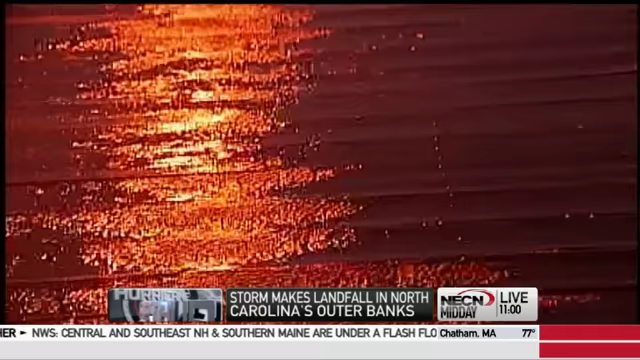 HURRICANE
STORM MAKES LANDFALL IN NORTH
CAROLINA'S OUTER BANKS
NECN
MIDDAY
LIVE
11:00
HER ▸ NWS: CENTRAL AND SOUTHEAST NH & SOUTHERN MAINE ARE UNDER A FLASH FLO
Chatham, MA 77°